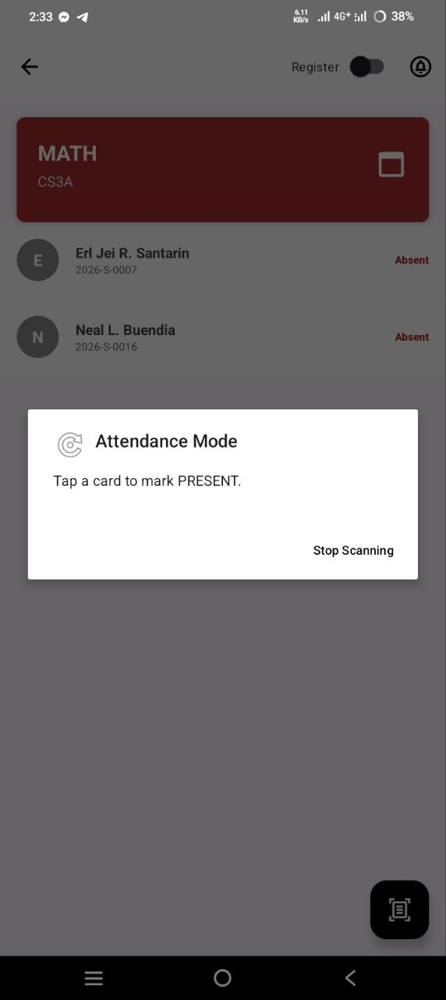 2:33
6.11
KB/s
4G+
38%
Register
MATH
CS3A
E
Erl Jei R. Santarin
2026-S-0007
Absent
N
Neal L. Buendia
2026-S-0016
Absent
Attendance Mode
Tap a card to mark PRESENT.
Stop Scanning